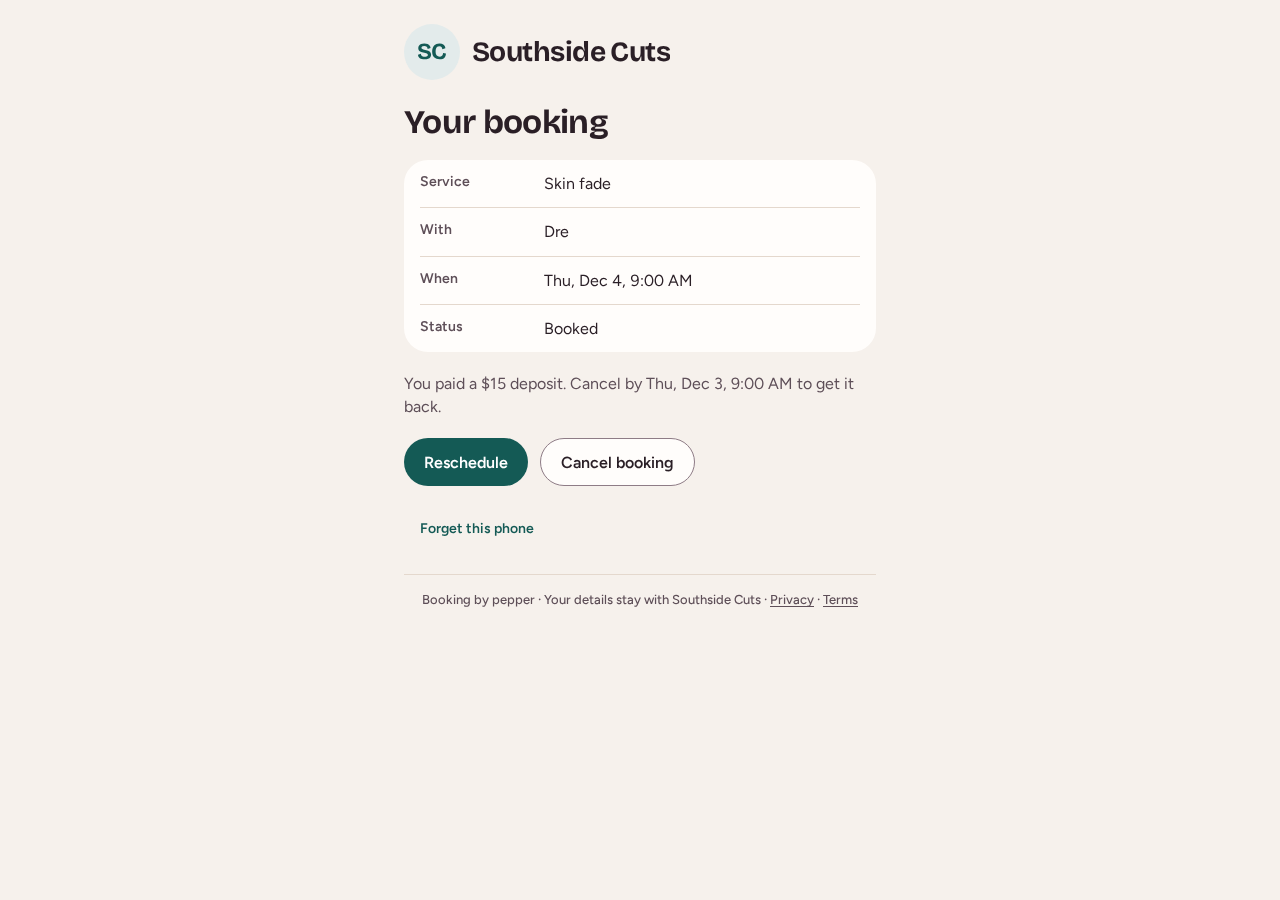 SC Southside Cuts
Your booking
Service Skin fade
With Dre
When Thu, Dec 4, 9:00 AM
Status Booked
You paid a $15 deposit. Cancel by Thu, Dec 3, 9:00 AM to get it
back.
Reschedule Cancel booking
Forget this phone
Booking by pepper · Your details stay with Southside Cuts · Privacy · Terms